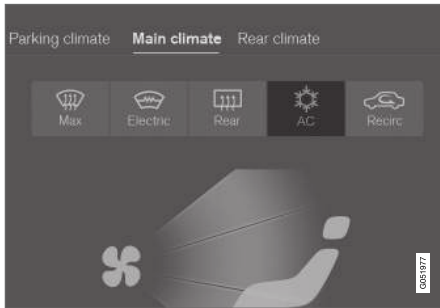 Parking climate Main climate Rear climate
Max Electric Rear AC Recirc
G051977